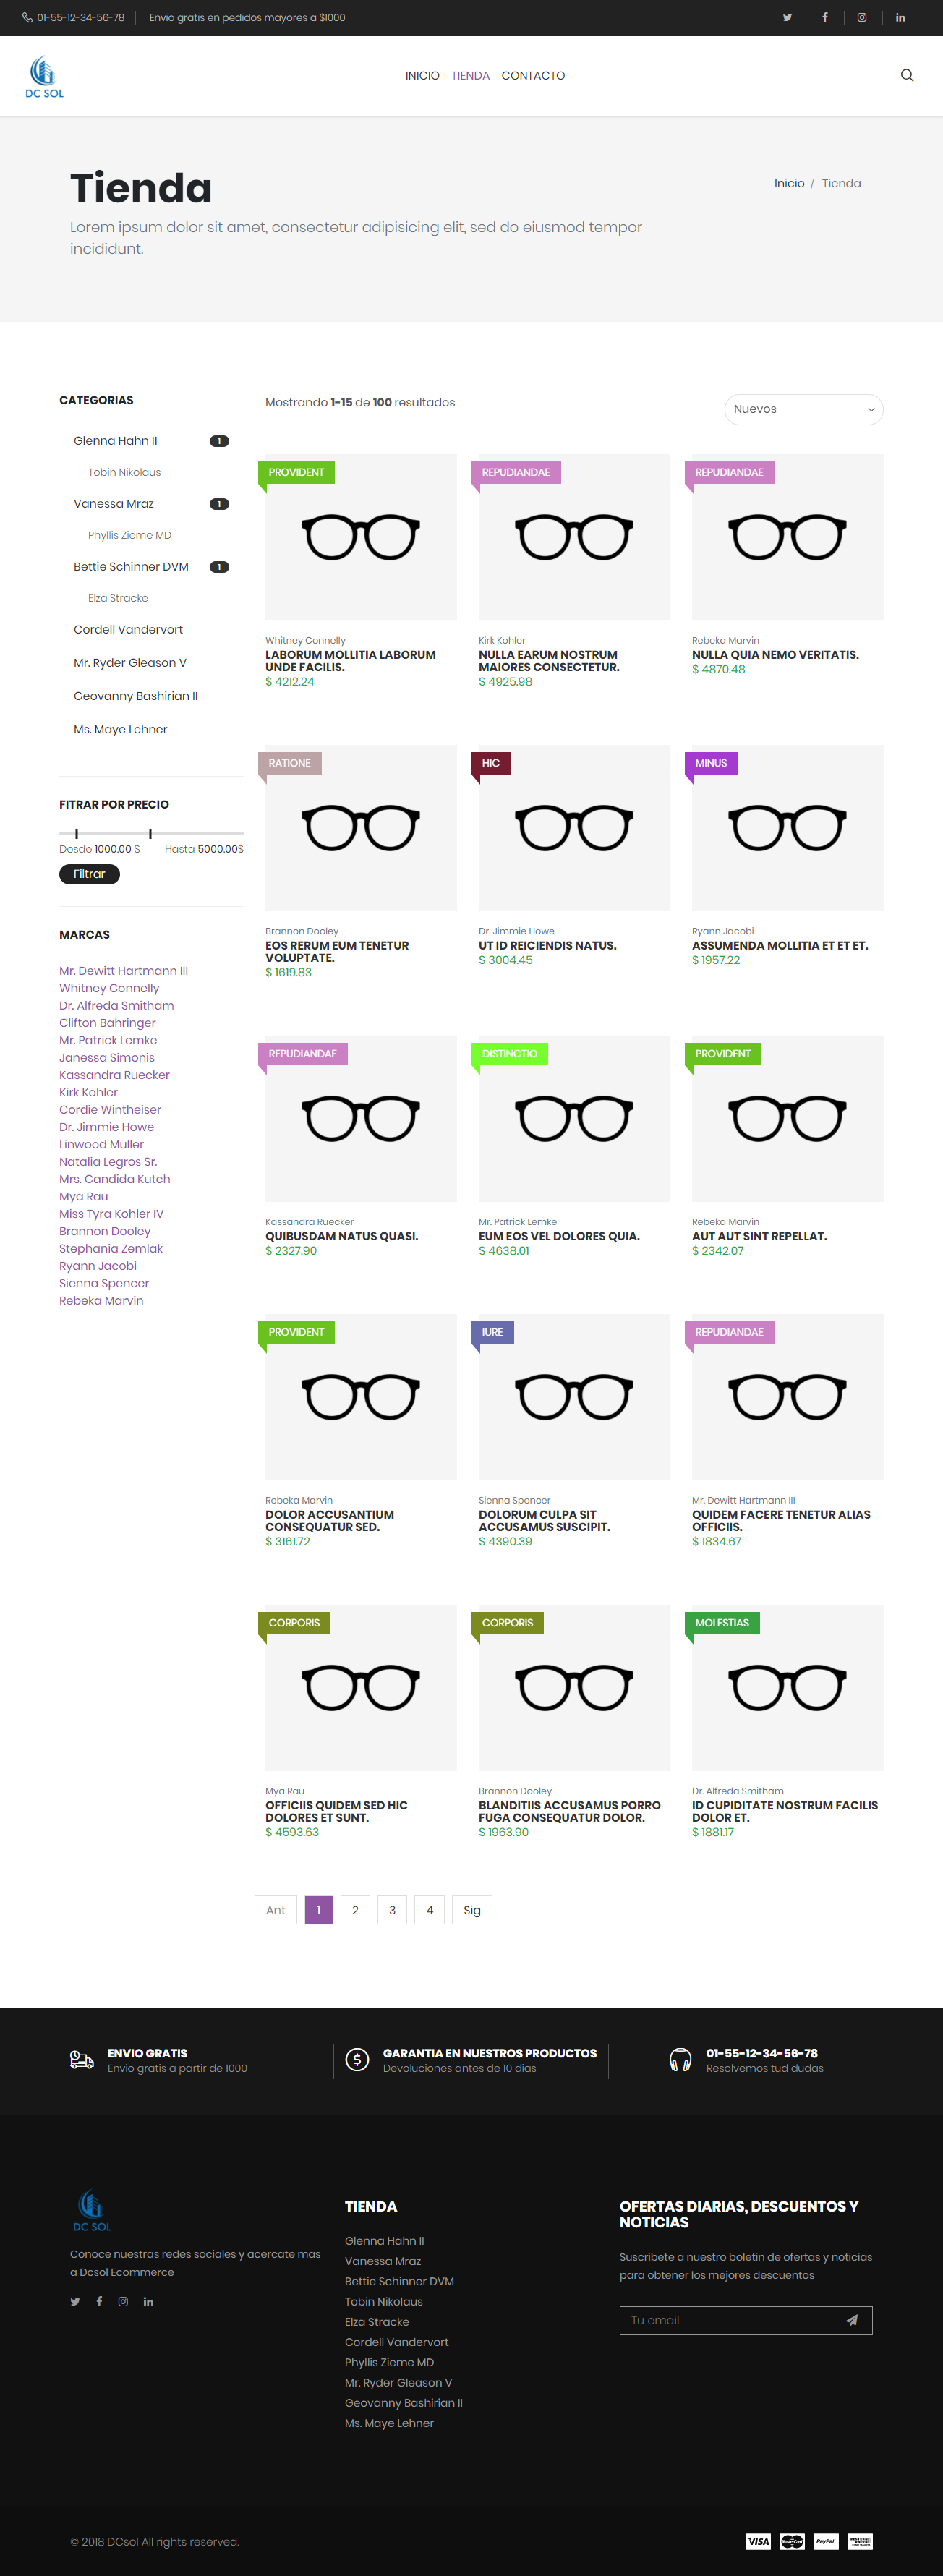 01-55-12-34-56-78
Envio gratis en pedidos mayores a $1000
DC SOL
INICIO
TIENDA
CONTACTO
Tienda
Inicio / Tienda
Lorem ipsum dolor sit amet, consectetur adipisicing elit, sed do eiusmod tempor
incididunt.
CATEGORIAS
Glenna Hahn II 1
Tobin Nikolaus
Vanessa Mraz 1
Phyllis Zieme MD
Bettie Schinner DVM 1
Elza Stracke
Cordell Vandervort
Mr. Ryder Gleason V
Geovanny Bashirian II
Ms. Maye Lehner
FITRAR POR PRECIO
Desde 1000.00 $
Hasta 5000.00$
Filtrar
MARCAS
Mr. Dewitt Hartmann III
Whitney Connelly
Dr. Alfreda Smitham
Clifton Bahringer
Mr. Patrick Lemke
Janessa Simonis
Kassandra Ruecker
Kirk Kohler
Cordie Wintheiser
Dr. Jimmie Howe
Linwood Muller
Natalia Legros Sr.
Mrs. Candida Kutch
Mya Rau
Miss Tyra Kohler IV
Brannon Dooley
Stephania Zemlak
Ryann Jacobi
Sienna Spencer
Rebeka Marvin
Mostrando 1-15 de 100 resultados
Nuevos
PROVIDENT
Whitney Connelly
LABORUM MOLLITIA LABORUM
UNDE FACILIS.
$ 4212.24
REPUDIANDAE
Kirk Kohler
NULLA EARUM NOSTRUM
MAIORES CONSECTETUR.
$ 4925.98
REPUDIANDAE
Rebeka Marvin
NULLA QUIA NEMO VERITATIS.
$ 4870.48
RATIONE
Brannon Dooley
EOS RERUM EUM TENETUR
VOLUPTATE.
$ 1619.83
HIC
Dr. Jimmie Howe
UT ID REICIENDIS NATUS.
$ 3004.45
MINUS
Ryann Jacobi
ASSUMENDA MOLLITIA ET ET ET.
$ 1957.22
REPUDIANDAE
Kassandra Ruecker
QUIBUSDAM NATUS QUASI.
$ 2327.90
DISTINCTIO
Mr. Patrick Lemke
EUM EOS VEL DOLORES QUIA.
$ 4638.01
PROVIDENT
Rebeka Marvin
AUT AUT SINT REPELLAT.
$ 2342.07
PROVIDENT
Rebeka Marvin
DOLOR ACCUSANTIUM
CONSEQUATUR SED.
$ 3161.72
IURE
Sienna Spencer
DOLORUM CULPA SIT
ACCUSAMUS SUSCIPIT.
$ 4390.39
REPUDIANDAE
Mr. Dewitt Hartmann III
QUIDEM FACERE TENETUR ALIAS
OFFICIIS.
$ 1834.67
CORPORIS
Mya Rau
OFFICIIS QUIDEM SED HIC
DOLORES ET SUNT.
$ 4593.63
CORPORIS
Brannon Dooley
BLANDITIIS ACCUSAMUS PORRO
FUGA CONSEQUATUR DOLOR.
$ 1963.90
MOLESTIAS
Dr. Alfreda Smitham
ID CUPIDITATE NOSTRUM FACILIS
DOLOR ET.
$ 1881.17
Ant 1 2 3 4 Sig
ENVIO GRATIS
Envio gratis a partir de 1000
GARANTIA EN NUESTROS PRODUCTOS
Devoluciones antes de 10 dias
01-55-12-34-56-78
Resolvemos tud dudas
DC SOL
Conoce nuestras redes sociales y acercate mas
a Dcsol Ecommerce
TIENDA
Glenna Hahn II
Vanessa Mraz
Bettie Schinner DVM
Tobin Nikolaus
Elza Stracke
Cordell Vandervort
Phyllis Zieme MD
Mr. Ryder Gleason V
Geovanny Bashirian II
Ms. Maye Lehner
OFERTAS DIARIAS, DESCUENTOS Y
NOTICIAS
Suscribete a nuestro boletin de ofertas y noticias
para obtener los mejores descuentos
Tu email
© 2018 DCsol All rights reserved.
VISA
MasterCard
PayPal
WESTERN UNION